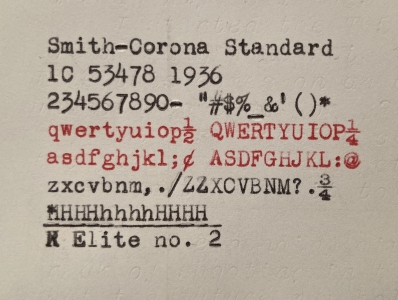 Smith-Corona Standard
1C 53478 1936
234567890- "#$%_&'()*
qwertyuiop½ QWERTYUIOP¼
asdfghjkl;¢ ASDFGHJKL:@
zxcvbnm,./ZZXCVBNM?.¾
HHHHhhhhHHHH
Elite no. 2